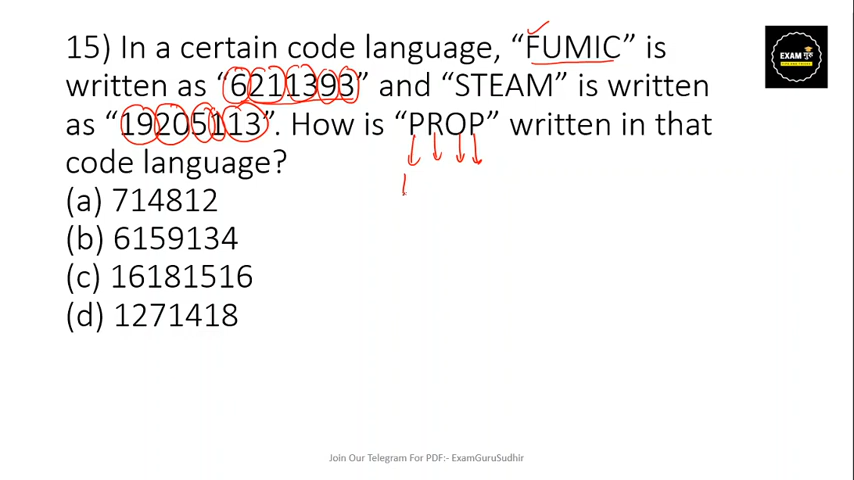 15) In a certain code language, “FUMIC” is
written as “6211393” and “STEAM” is written
as “19205113”. How is “PROP” written in that
code language?
(a) 714812
(b) 6159134
(c) 16181516
(d) 1271418
EXAM गुरु
Join Our Telegram For PDF:- ExamGuruSudhir